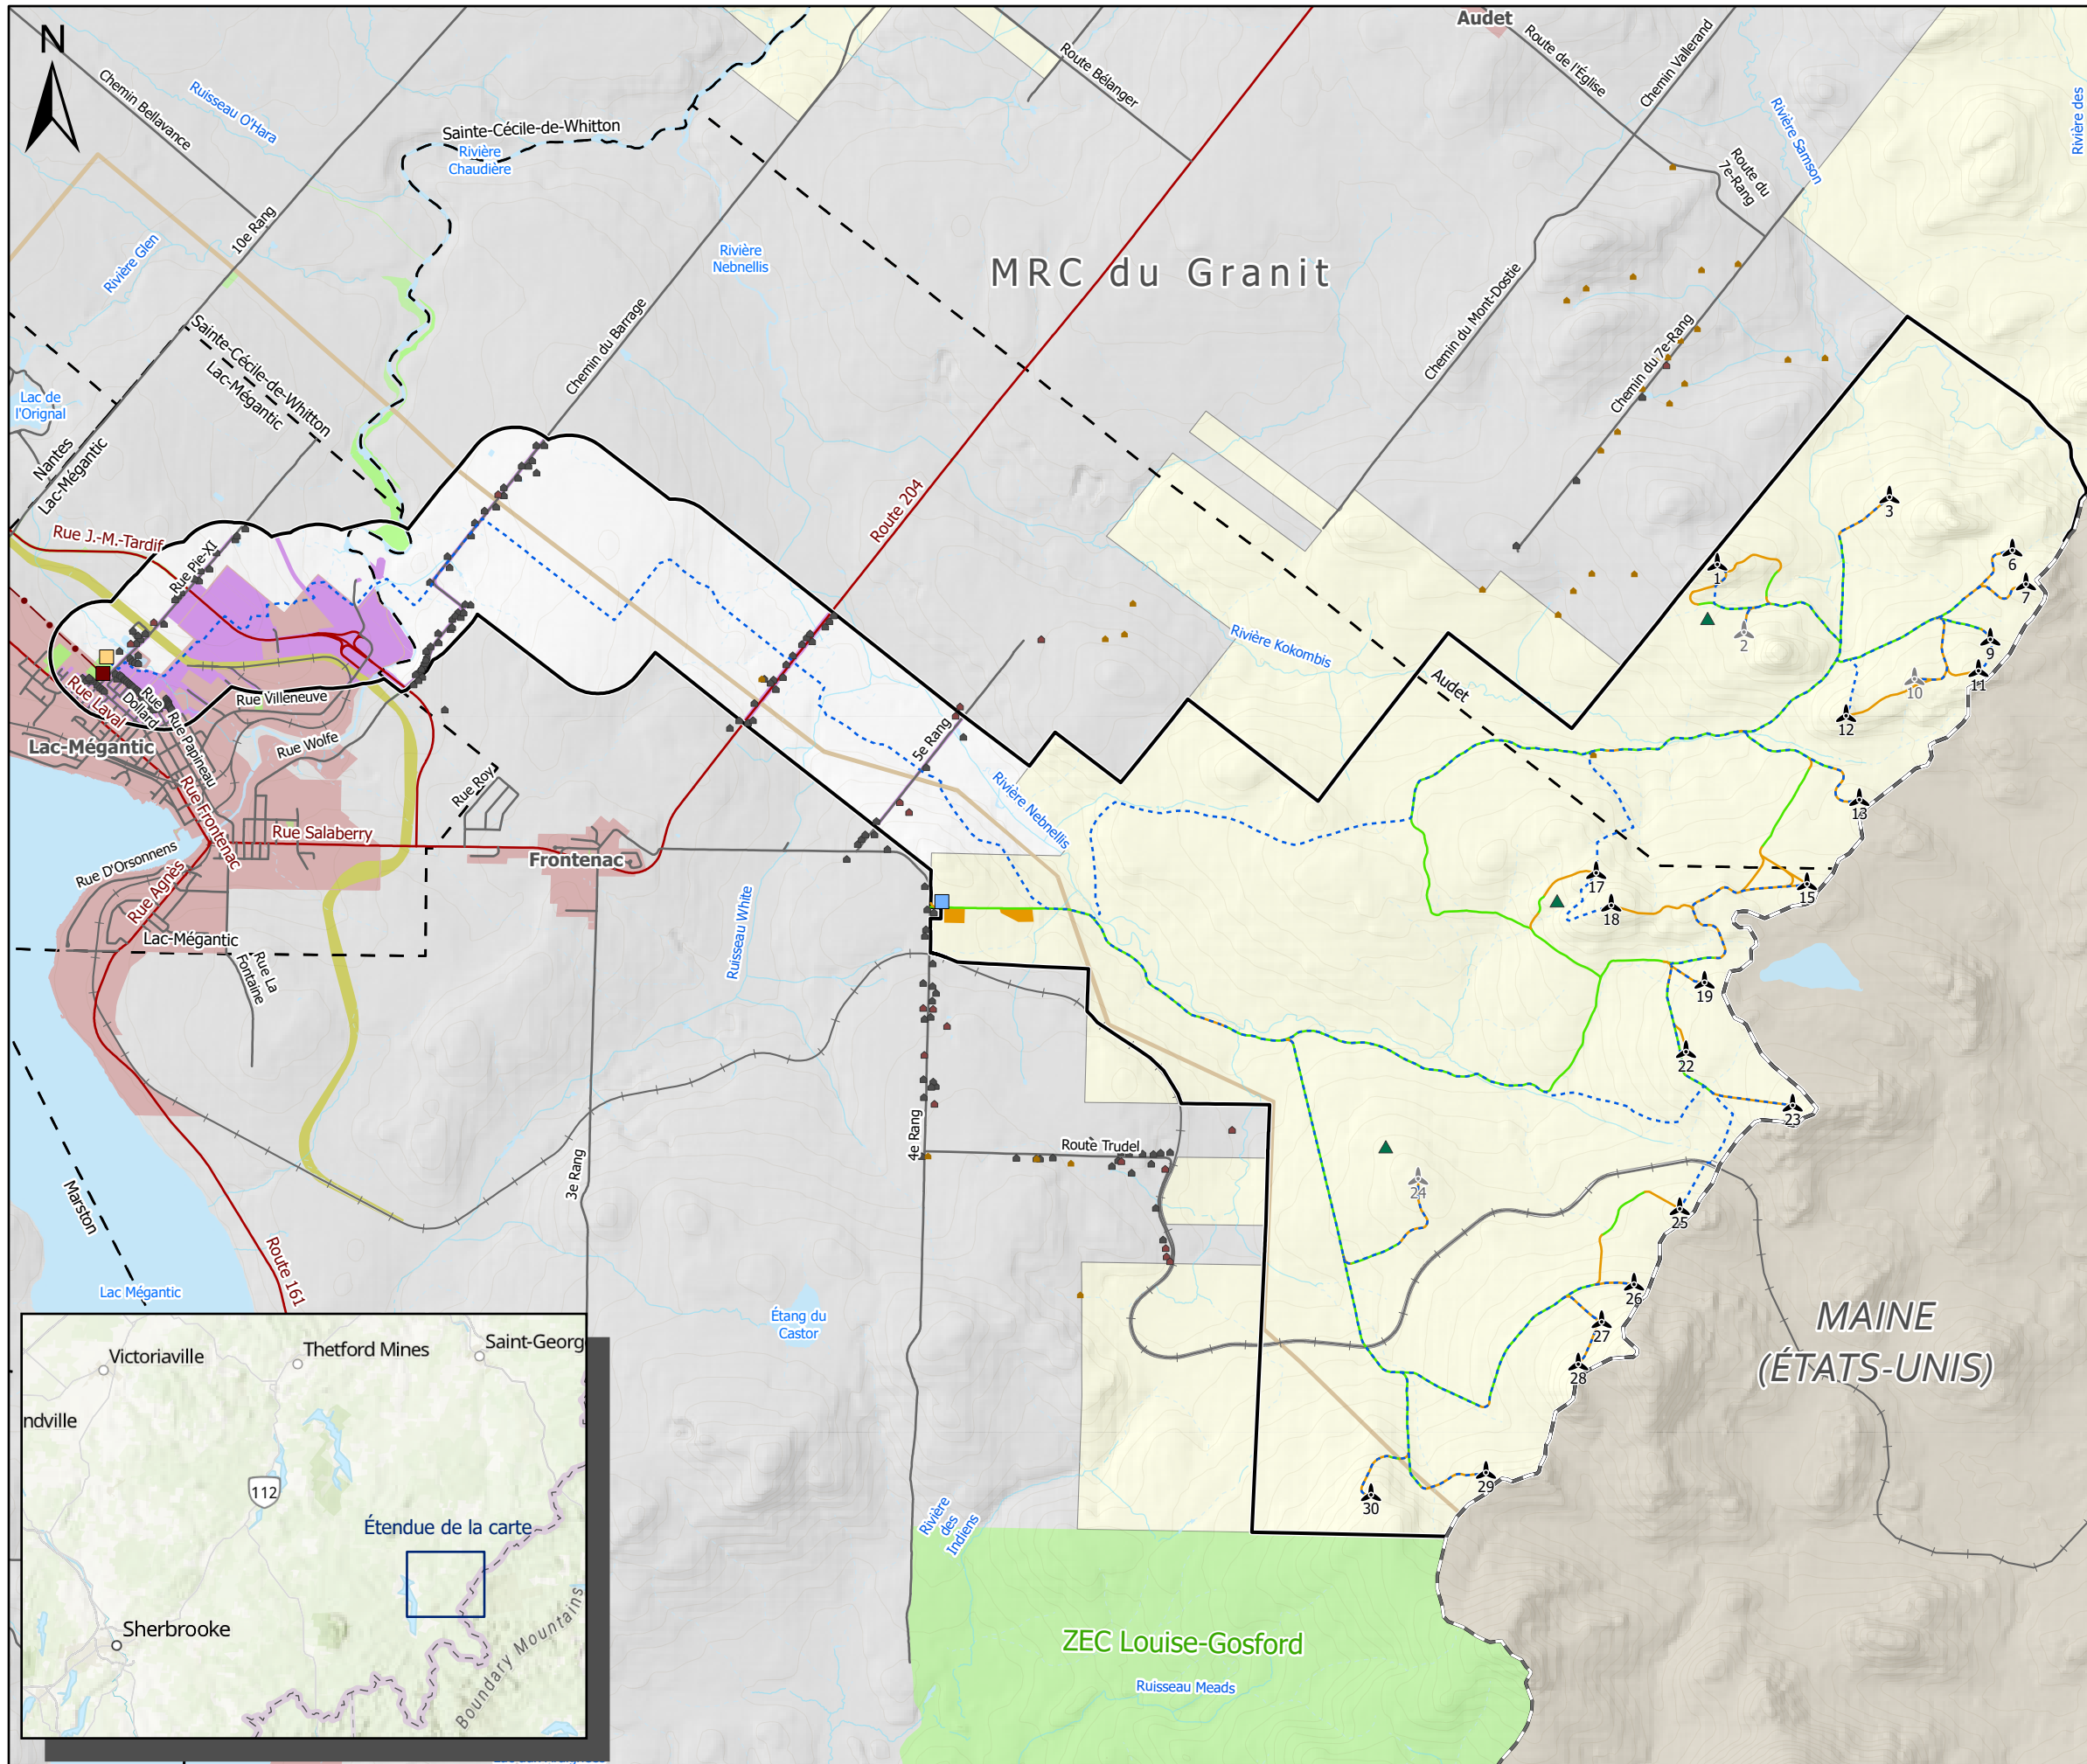 N
Audet
Chemin Bellavance
Ruisseau O'Hara
Sainte-Cécile-de-Whitton
Rivière
Chaudière
Route Bélanger
Route de l'Église
Chemin Vallerand
Rivière Samson
Rivière des
Route du
7e-Rang
10e Rang
Rivière Glen
Rivière
Nebnellis
MRC du Granit
Chemin du Barrage
Chemin du Mont-Dostie
Chemin du 7e-Rang
Sainte-Cécile-de-Whitton
Lac-Mégantic
Lac de
l'Orignal
Nantes
Lac-Mégantic
Route 204
Rue J.-M.-Tardif
Rue Pie-XI
Rivière Kokombis
Audet
3
1
6
7
2
9
10
11
12
13
Rue Laval
Rue
Dollard
Rue Papineau
Rue Villeneuve
Rue Wolfe
Lac-Mégantic
5e Rang
Rivière Nebnellis
Rue Roy
Rue Frontenac
Rue Salaberry
Frontenac
Rue D'Orsonnens
Rue Agnès
Lac-Mégantic
Rue La
Fontaine
Ruisseau White
17
18
15
19
22
23
Marston
Route 161
Lac Mégantic
3e Rang
4e Rang
Route Trudel
24
25
26
27
28
29
30
Étang du
Castor
MAINE
(ÉTATS-UNIS)
Rivière
des
Indiens
ZEC Louise-Gosford
Ruisseau Meads
Victoriaville
Thetford Mines
Saint-Georg
ndville
112
Étendue de la carte
Sherbrooke
Boundary Mountains